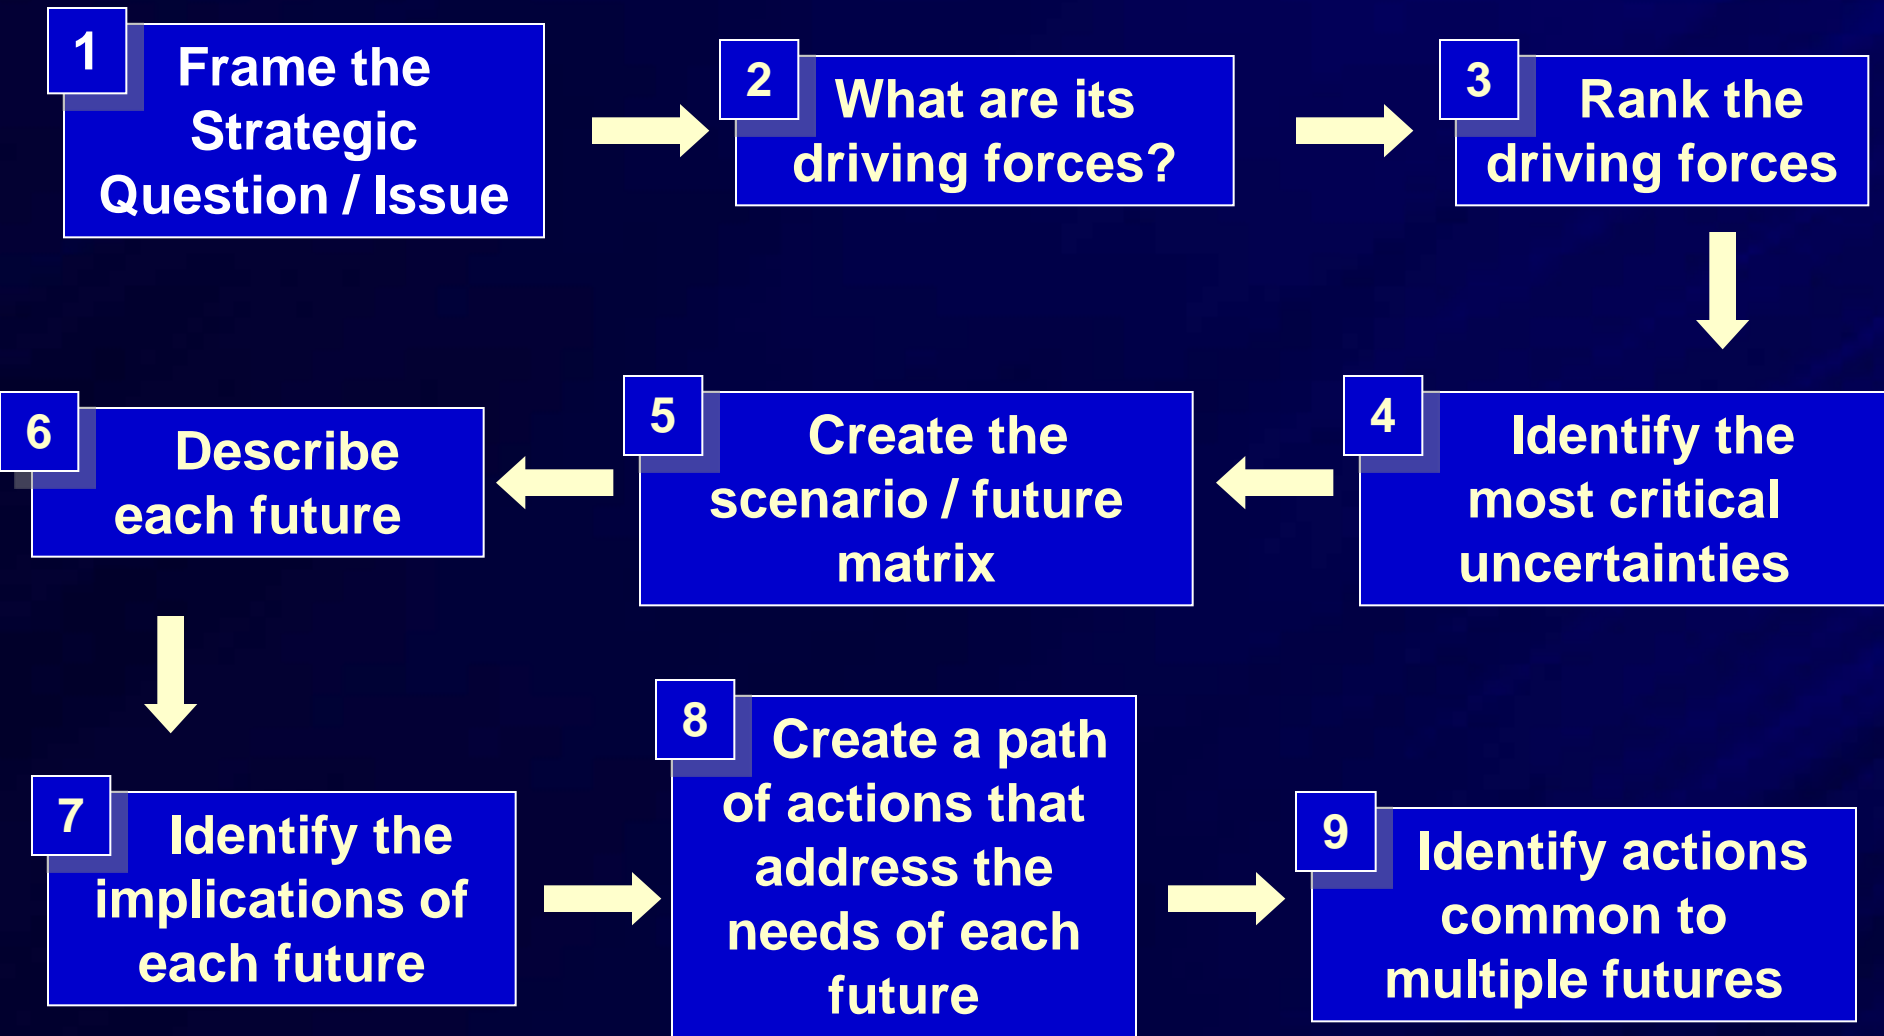 1
Frame the
Strategic
Question / Issue
2
What are its
driving forces?
3
Rank the
driving forces
4
Identify the
most critical
uncertainties
5
Create the
scenario / future
matrix
6
Describe
each future
7
Identify the
implications of
each future
8
Create a path
of actions that
address the
needs of each
future
9
Identify actions
common to
multiple futures